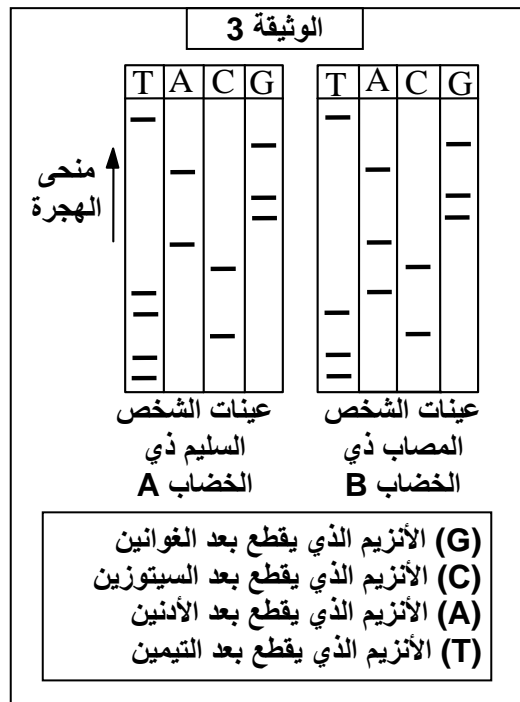 الوثيقة 3
T A C G
T A C G
منحى
الهجرة
عينات الشخص
السليم ذي
الخضاب A
عينات الشخص
المصاب ذي
الخضاب B
(G) الأنزيم الذي يقطع بعد الغوانين
(C) الأنزيم الذي يقطع بعد السيتوزين
(A) الأنزيم الذي يقطع بعد الأدنين
(T) الأنزيم الذي يقطع بعد التيمين